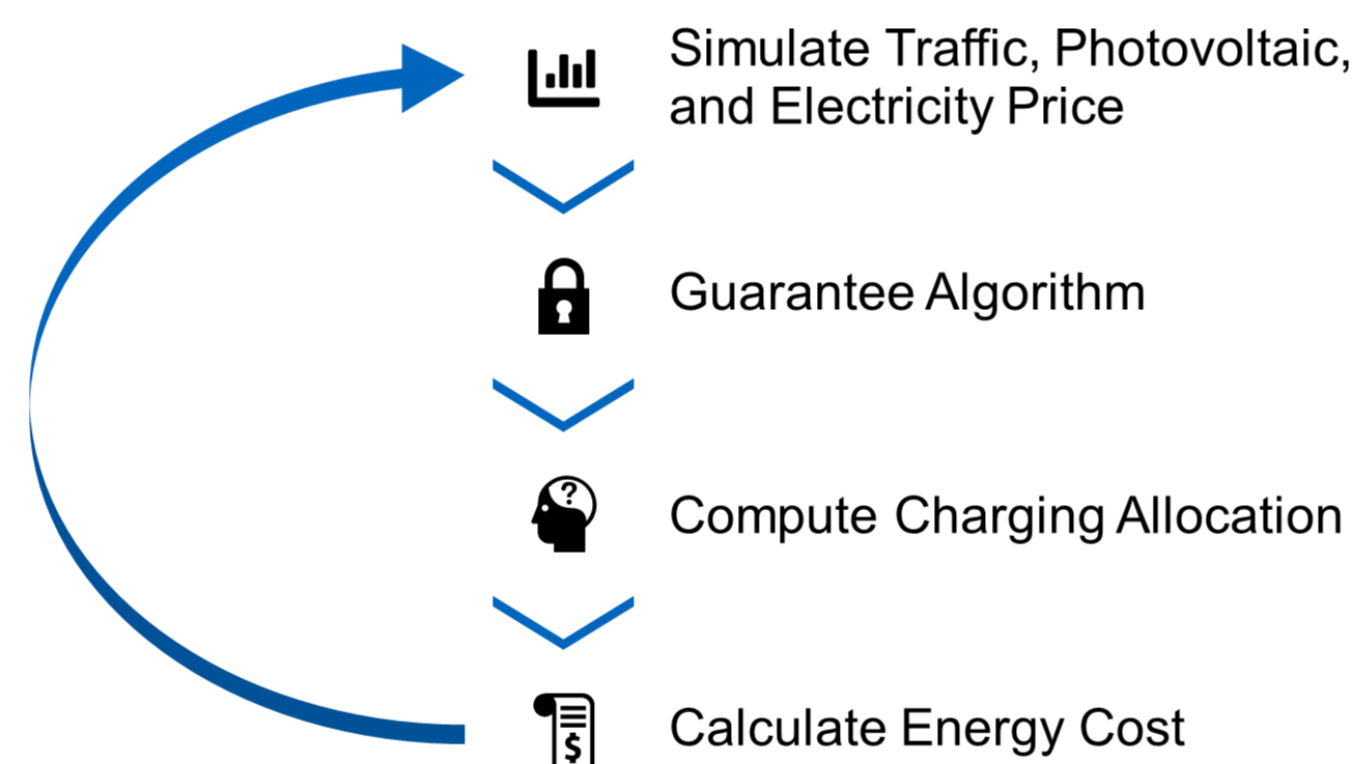 Simulate Traffic, Photovoltaic,
and Electricity Price
Guarantee Algorithm
?
Compute Charging Allocation
$
Calculate Energy Cost